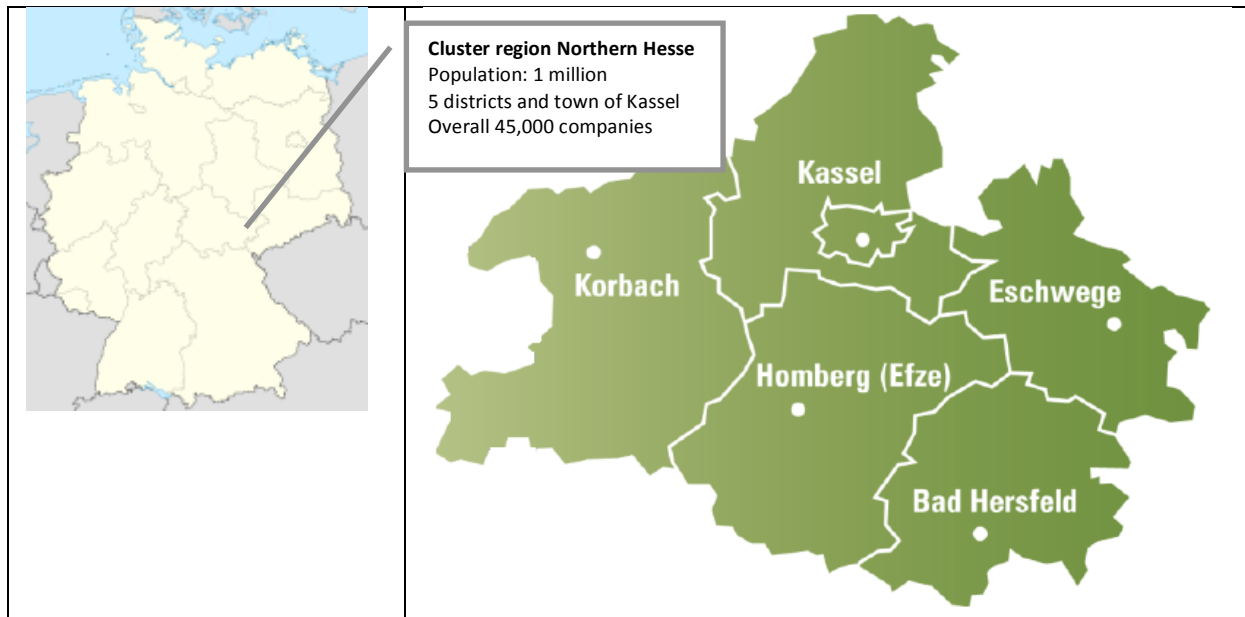 Cluster region Northern Hesse
Population: 1 million
5 districts and town of Kassel
Overall 45,000 companies
Kassel
Korbach
Eschwege
Homberg (Efze)
Bad Hersfeld